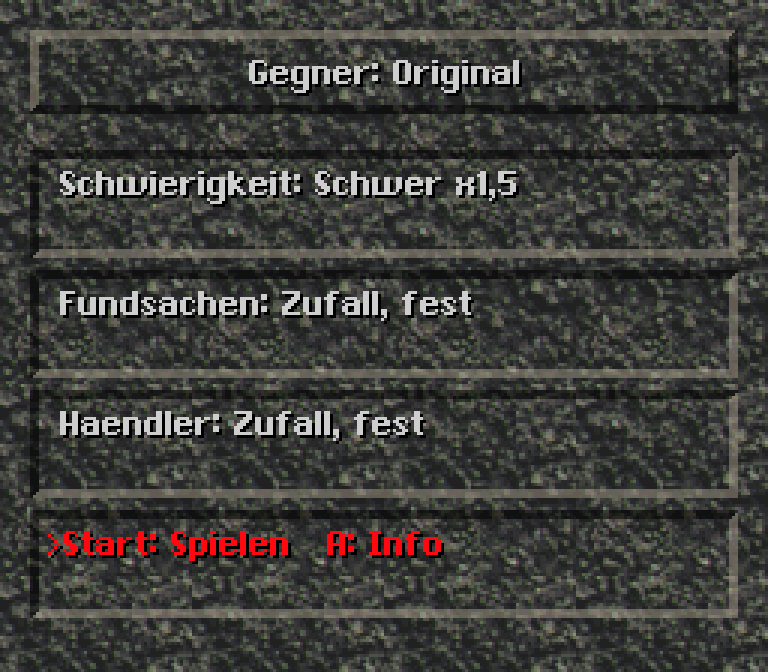 Gegner: Original
Schwierigkeit: Schwer x1,5
Fundsachen: Zufall, fest
Haendler: Zufall, fest
>Start: Spielen A: Info